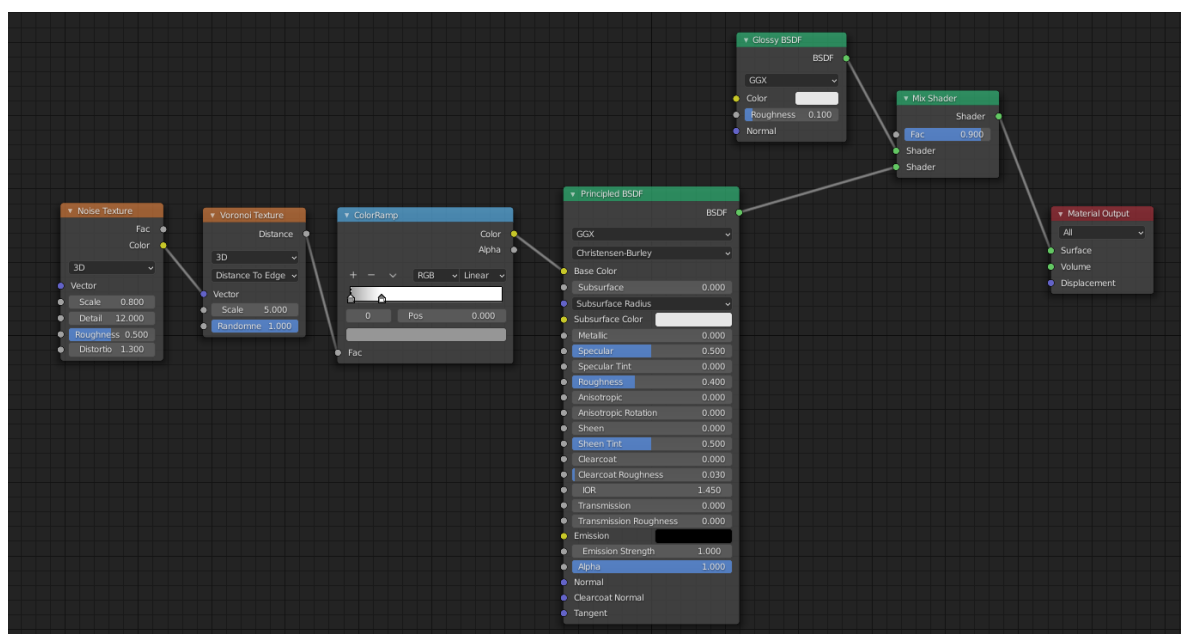 Noise Texture
Fac
Color
3D
Vector
Scale 0.800
Detail 12.000
Roughness 0.500
Distortio 1.300
Voronoi Texture
Distance
3D
Distance To Edge
Vector
Scale 5.000
Randomne 1.000
ColorRamp
Color
Alpha
+ − RGB Linear
0 Pos 0.000
Fac
Principled BSDF
BSDF
GGX
Christensen-Burley
Base Color
Subsurface 0.000
Subsurface Radius
Subsurface Color
Metallic 0.000
Specular 0.500
Specular Tint 0.000
Roughness 0.400
Anisotropic 0.000
Anisotropic Rotation 0.000
Sheen 0.000
Sheen Tint 0.500
Clearcoat 0.000
Clearcoat Roughness 0.030
IOR 1.450
Transmission 0.000
Transmission Roughness 0.000
Emission
Emission Strength 1.000
Alpha 1.000
Normal
Clearcoat Normal
Tangent
Glossy BSDF
BSDF
GGX
Color
Roughness 0.100
Normal
Mix Shader
Shader
Fac 0.900
Shader
Shader
Material Output
All
Surface
Volume
Displacement